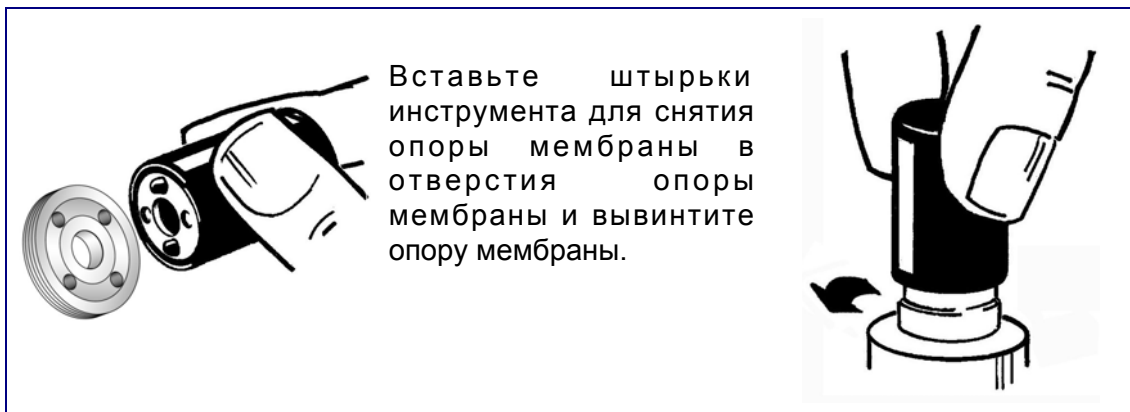 Вставьте штырьки
инструмента для снятия
опоры мембраны в
отверстия опоры
мембраны и вывинтите
опору мембраны.